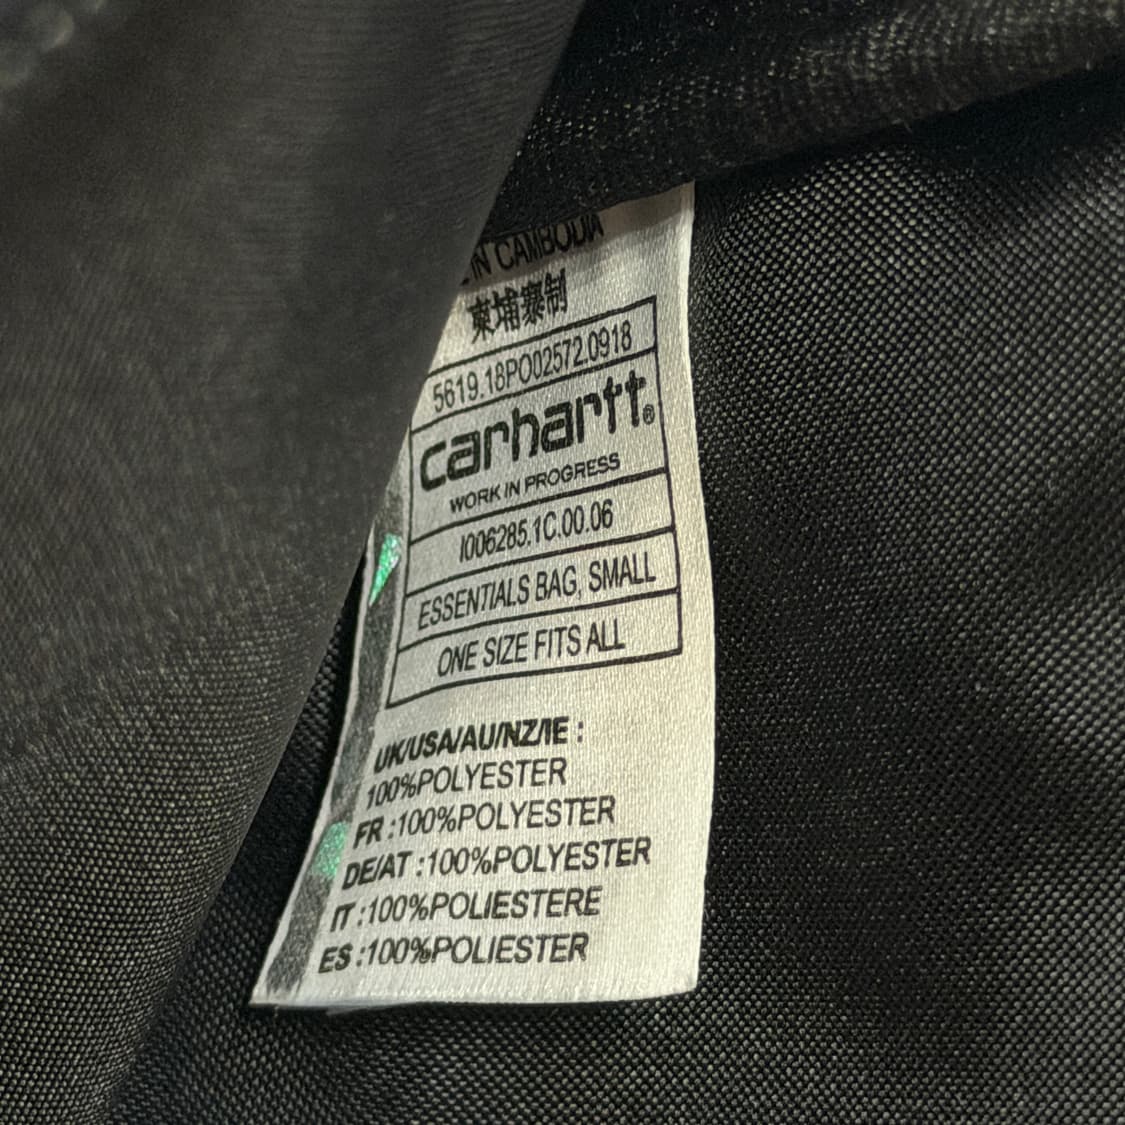 IN CAMBODIA
柬埔寨制
5619.18PO02572.0918
carhartt®
WORK IN PROGRESS
I006285.1C.00.06
ESSENTIALS BAG, SMALL
ONE SIZE FITS ALL
UK/USA/AU/NZ/IE :
100%POLYESTER
FR :100%POLYESTER
DE/AT :100%POLYESTER
IT :100%POLIESTERE
ES :100%POLIESTER